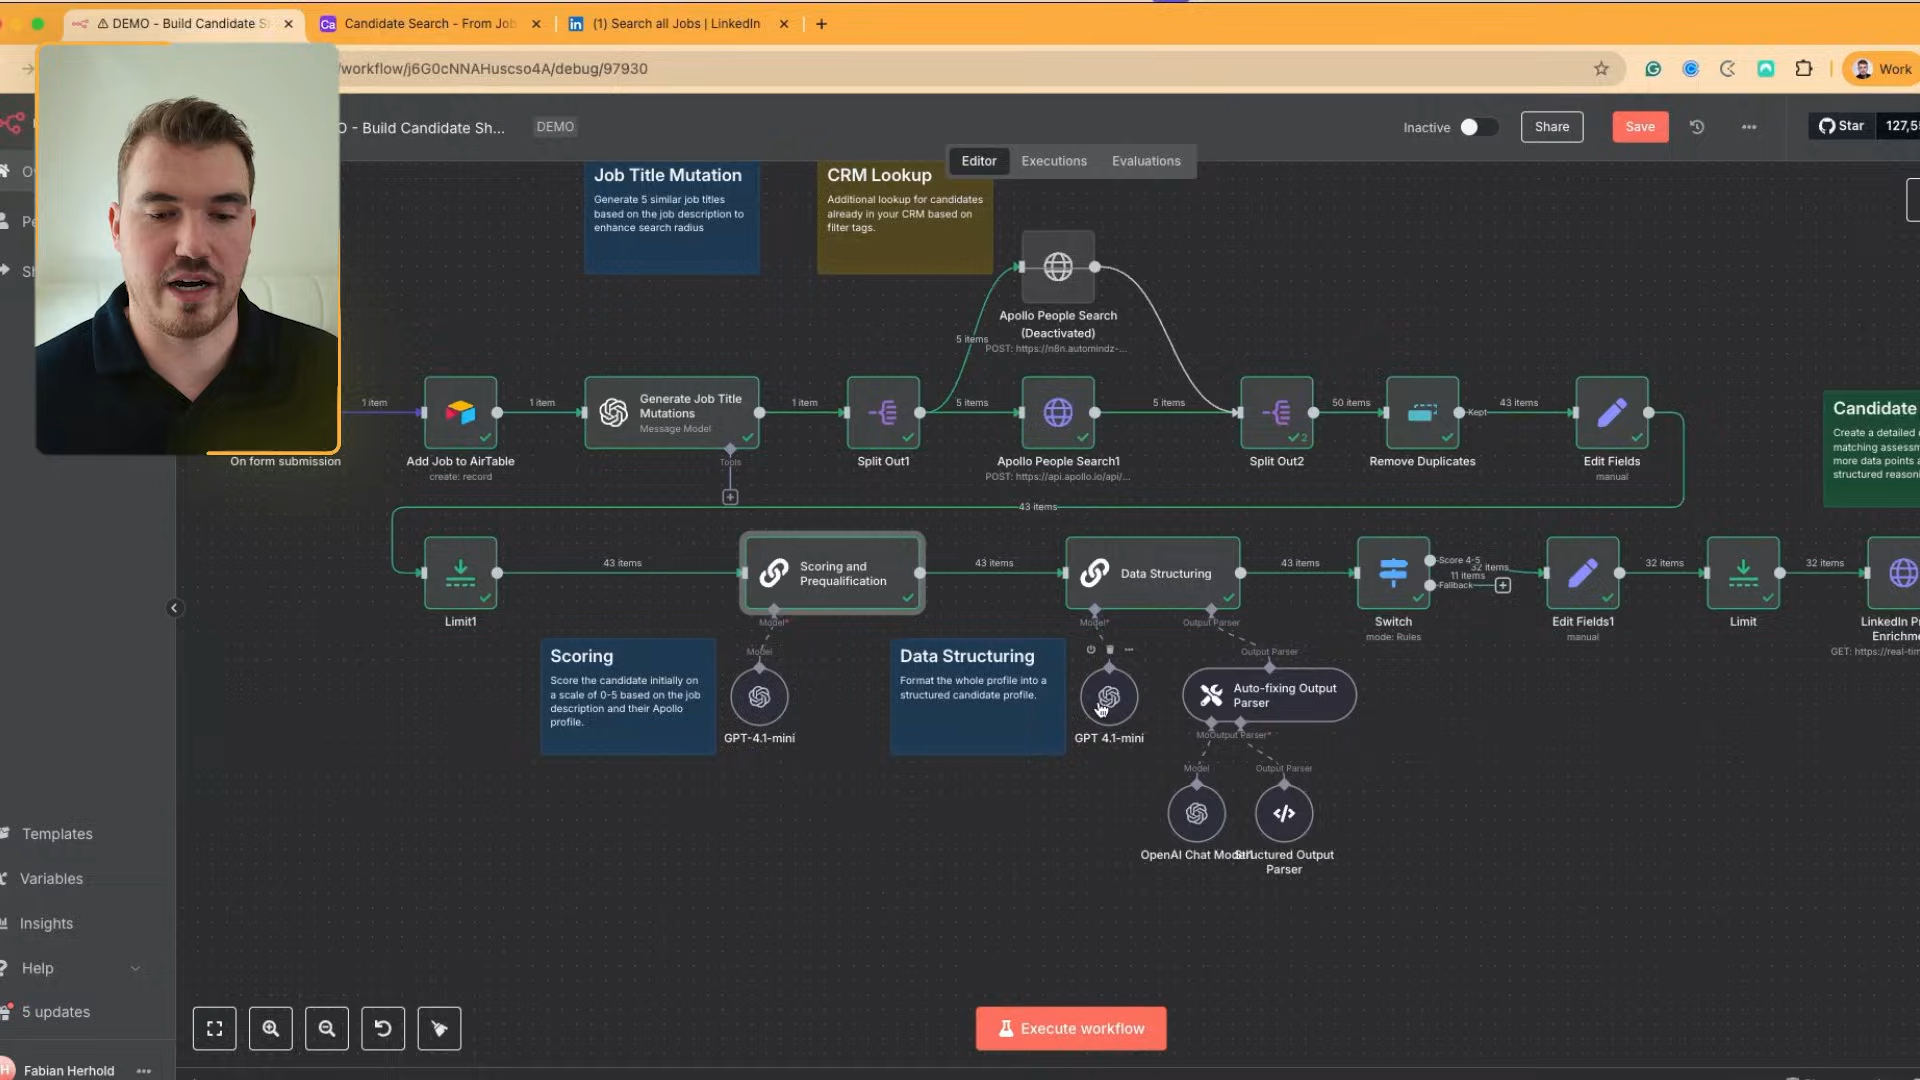 ⚠ DEMO - Build Candidate S
Candidate Search - From Job
(1) Search all Jobs | LinkedIn
/workflow/j6G0cNNAHuscso4A/debug/97930
Work
O - Build Candidate Sh...
DEMO
Inactive
Share
Save
Star
127,5
Editor
Executions
Evaluations
Job Title Mutation
Generate 5 similar job titles
based on the job description to
enhance search radius
CRM Lookup
Additional lookup for candidates
already in your CRM based on
filter tags.
Apollo People Search
(Deactivated)
POST: https://n8n.automindz-...
5 items
1 item
On form submission
1 item
Add Job to AirTable
create: record
Generate Job Title
Mutations
Message Model
Tools
1 item
Split Out1
5 items
Apollo People Search1
POST: https://api.apollo.io/api/...
5 items
Split Out2
2
50 items
Remove Duplicates
Kept
43 items
Edit Fields
manual
Candidate
Create a detailed
matching assessm
more data points a
structured reasoni
43 items
Limit1
43 items
Scoring and
Prequalification
Model*
43 items
Data Structuring
Model*
Output Parser
43 items
Switch
mode: Rules
Score 4-5
32 items
11 items
Fallback
Edit Fields1
manual
32 items
Limit
32 items
LinkedIn Pr
Enrichme
GET: https://real-tim
Scoring
Score the candidate initially on
a scale of 0-5 based on the job
description and their Apollo
profile.
Model
GPT-4.1-mini
Data Structuring
Format the whole profile into a
structured candidate profile.
GPT 4.1-mini
Output Parser
Auto-fixing Output
Parser
Output Parser*
Model
Output Parser
OpenAI Chat Model
Structured Output
Parser
Templates
Variables
Insights
Help
5 updates
Fabian Herhold
Execute workflow